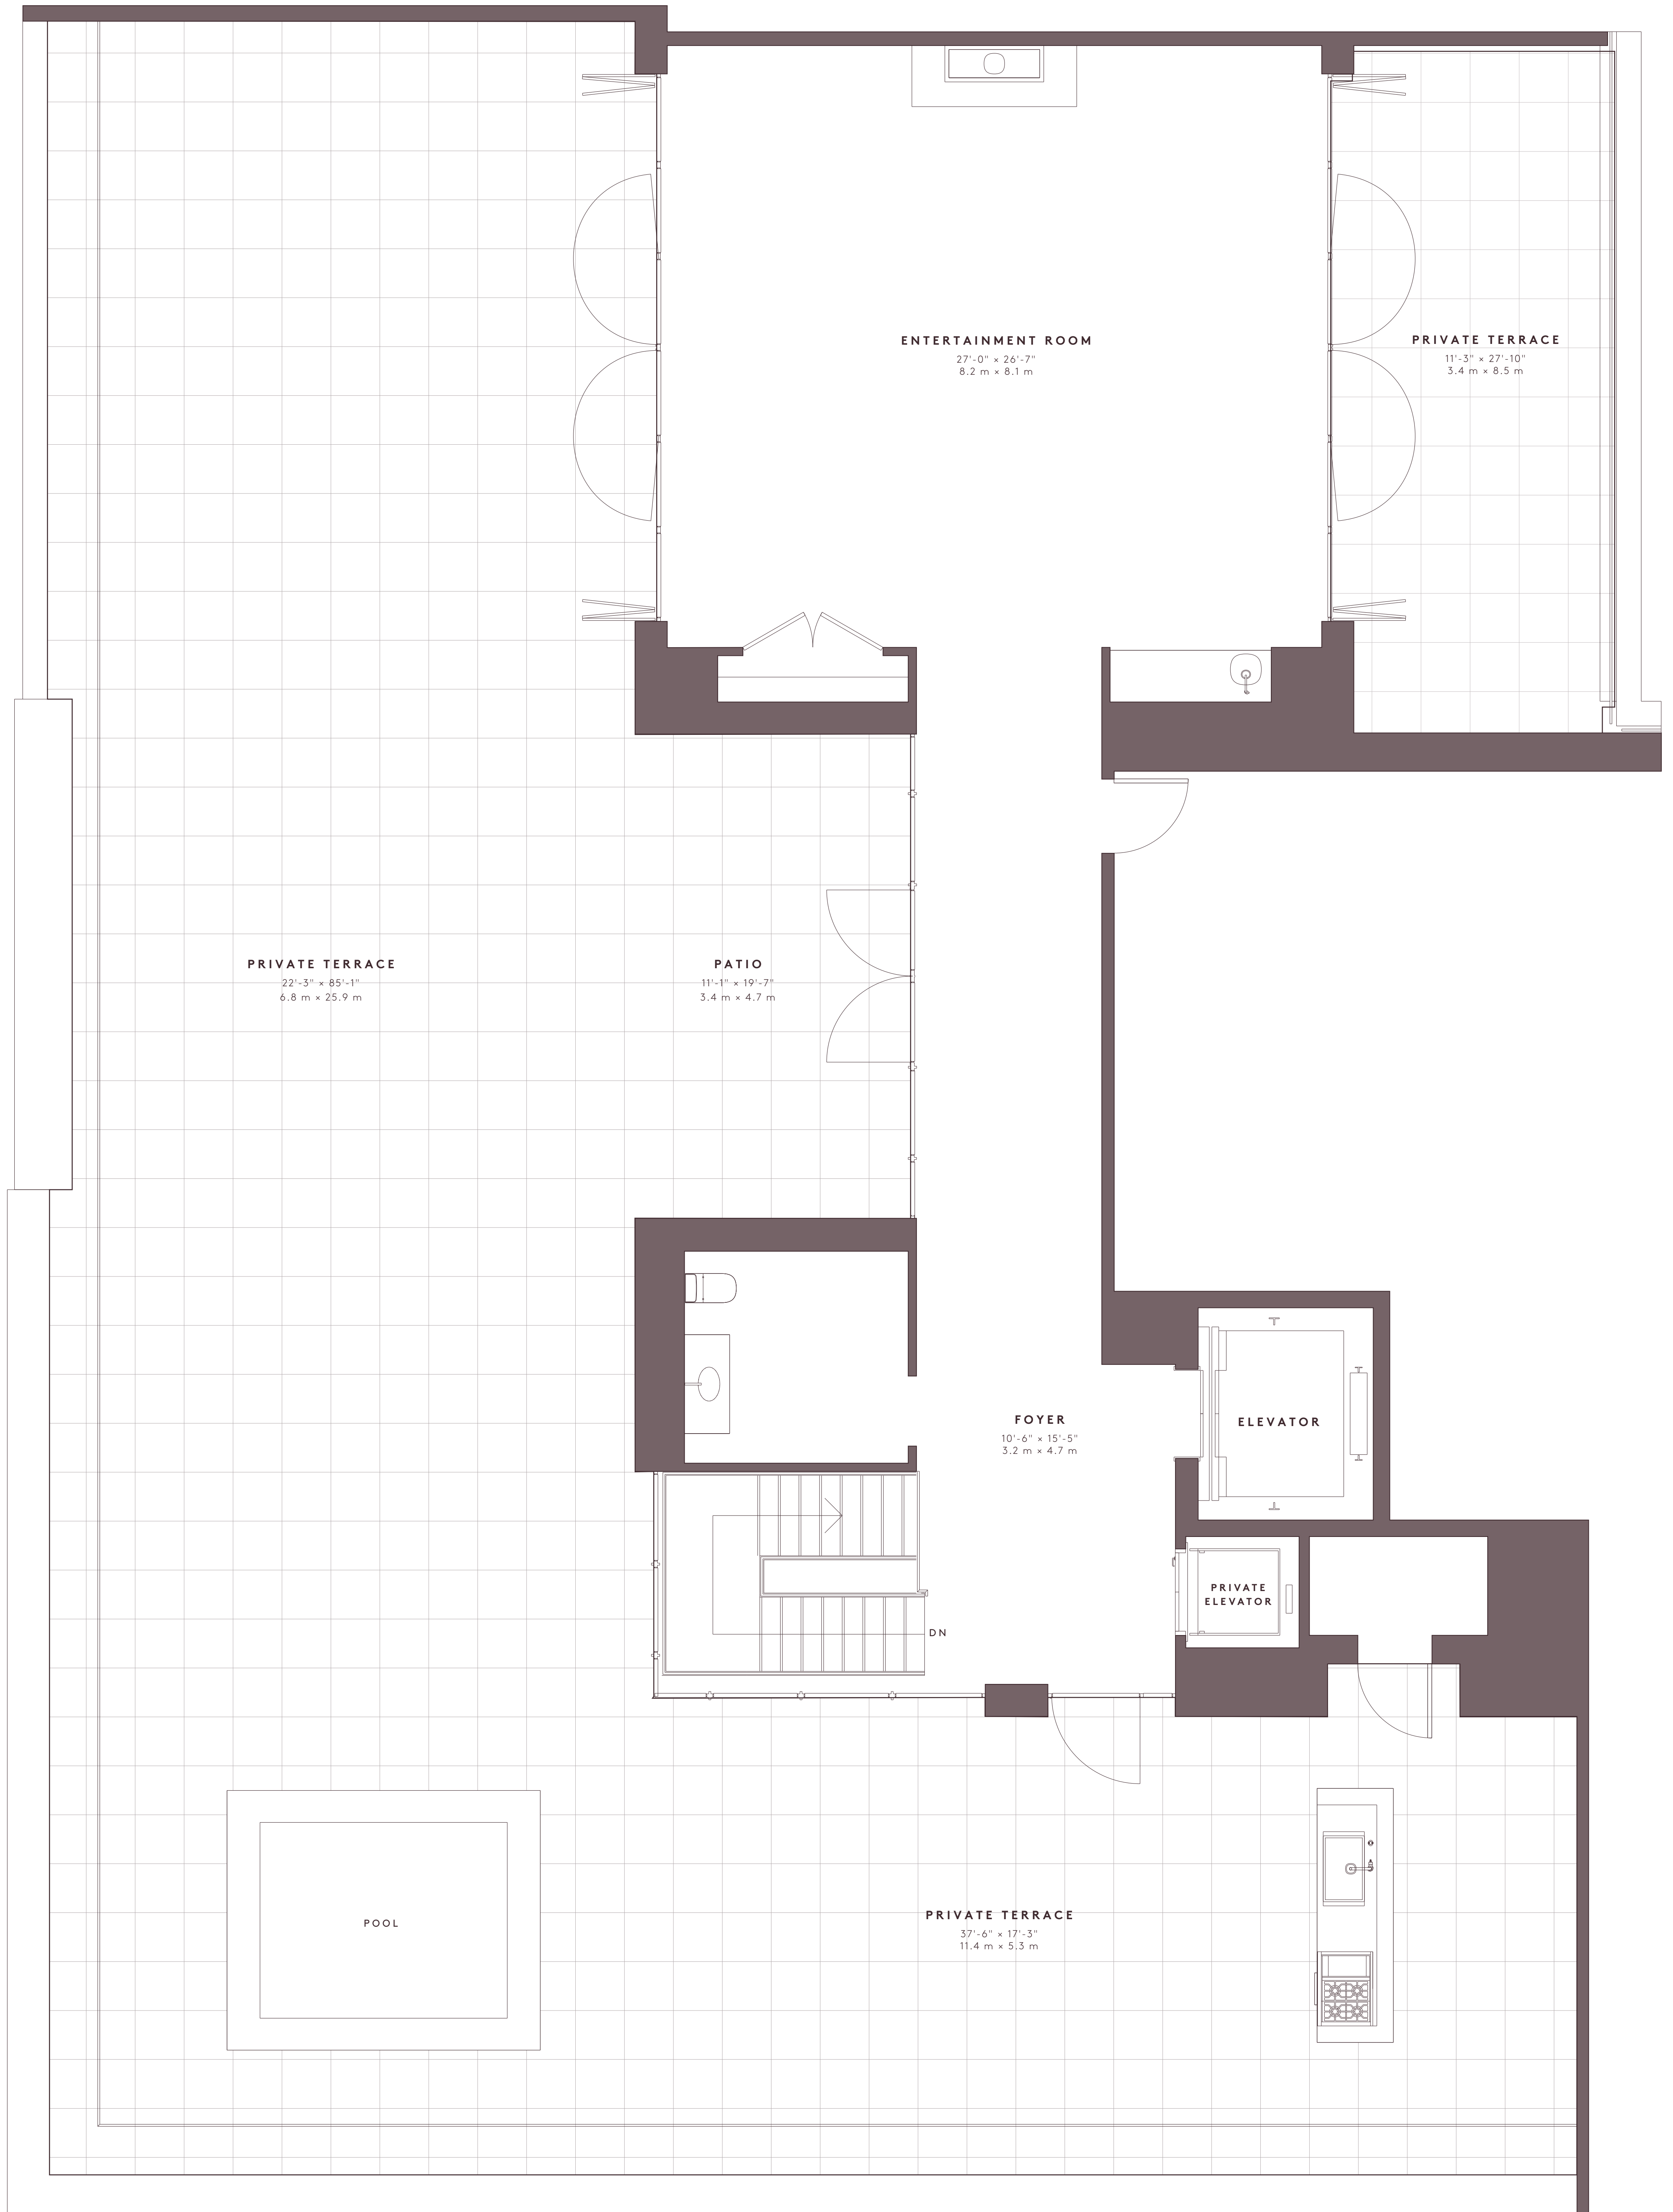 ENTERTAINMENT ROOM
27'-0" × 26'-7"
8.2 m × 8.1 m
PRIVATE TERRACE
11'-3" × 27'-10"
3.4 m × 8.5 m
PRIVATE TERRACE
22'-3" × 85'-1"
6.8 m × 25.9 m
PATIO
11'-1" × 19'-7"
3.4 m × 4.7 m
FOYER
10'-6" × 15'-5"
3.2 m × 4.7 m
ELEVATOR
PRIVATE
ELEVATOR
DN
POOL
PRIVATE TERRACE
37'-6" × 17'-3"
11.4 m × 5.3 m